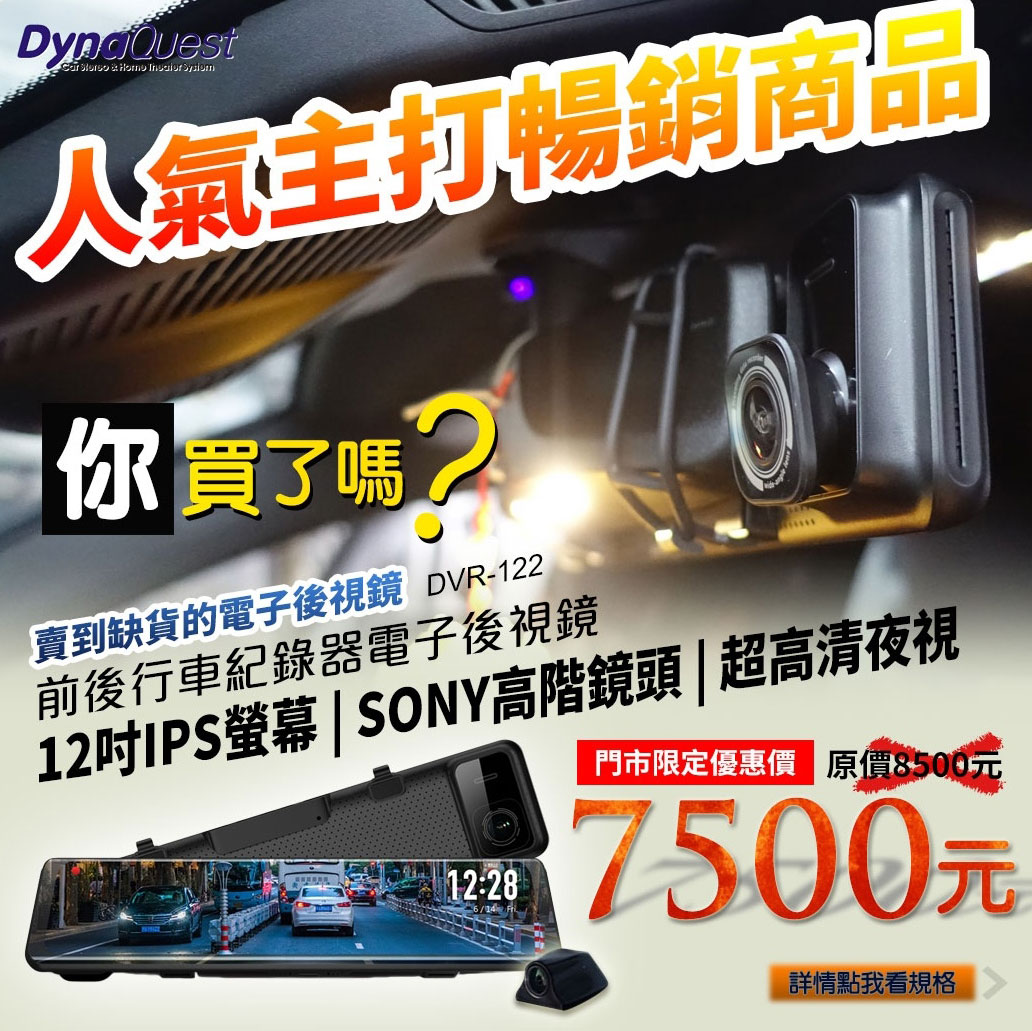 DynaQuest
Car Stereo & Home Theater System
人氣主打暢銷商品
你買了嗎?
賣到缺貨的電子後視鏡 DVR-122
前後行車紀錄器電子後視鏡
12吋IPS螢幕 | SONY高階鏡頭 | 超高清夜視
門市限定優惠價 原價8500元
7500元
12:28
6/14 Fri.
詳情點我看規格